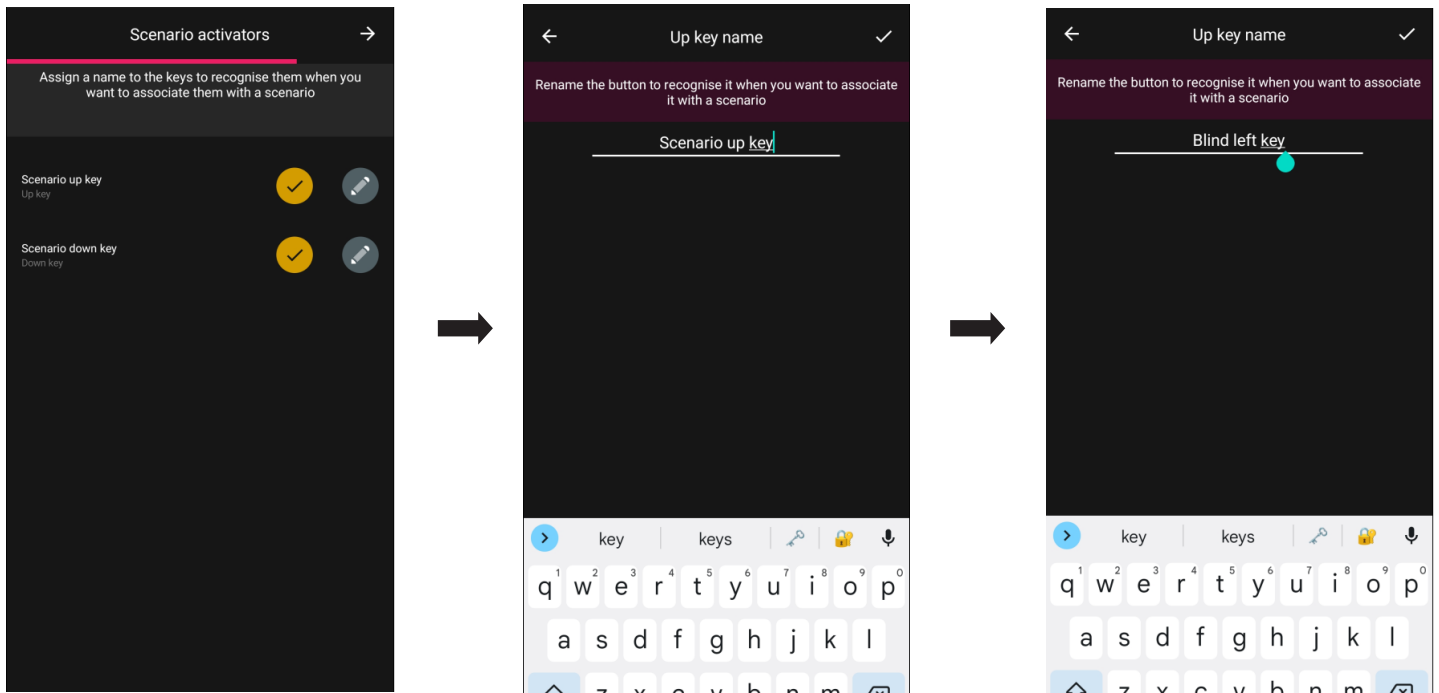 Scenario activators
Assign a name to the keys to recognise them when you
want to associate them with a scenario
Scenario up key
Up key
Scenario down key
Down key
Up key name
Rename the button to recognise it when you want to associate
it with a scenario
Scenario up key
key keys
1 2 3 4 5 6 7 8 9 0
q w e r t y u i o p
a s d f g h j k l
z x c v b n m
Up key name
Rename the button to recognise it when you want to associate
it with a scenario
Blind left key
key keys
1 2 3 4 5 6 7 8 9 0
q w e r t y u i o p
a s d f g h j k l
z x c v b n m